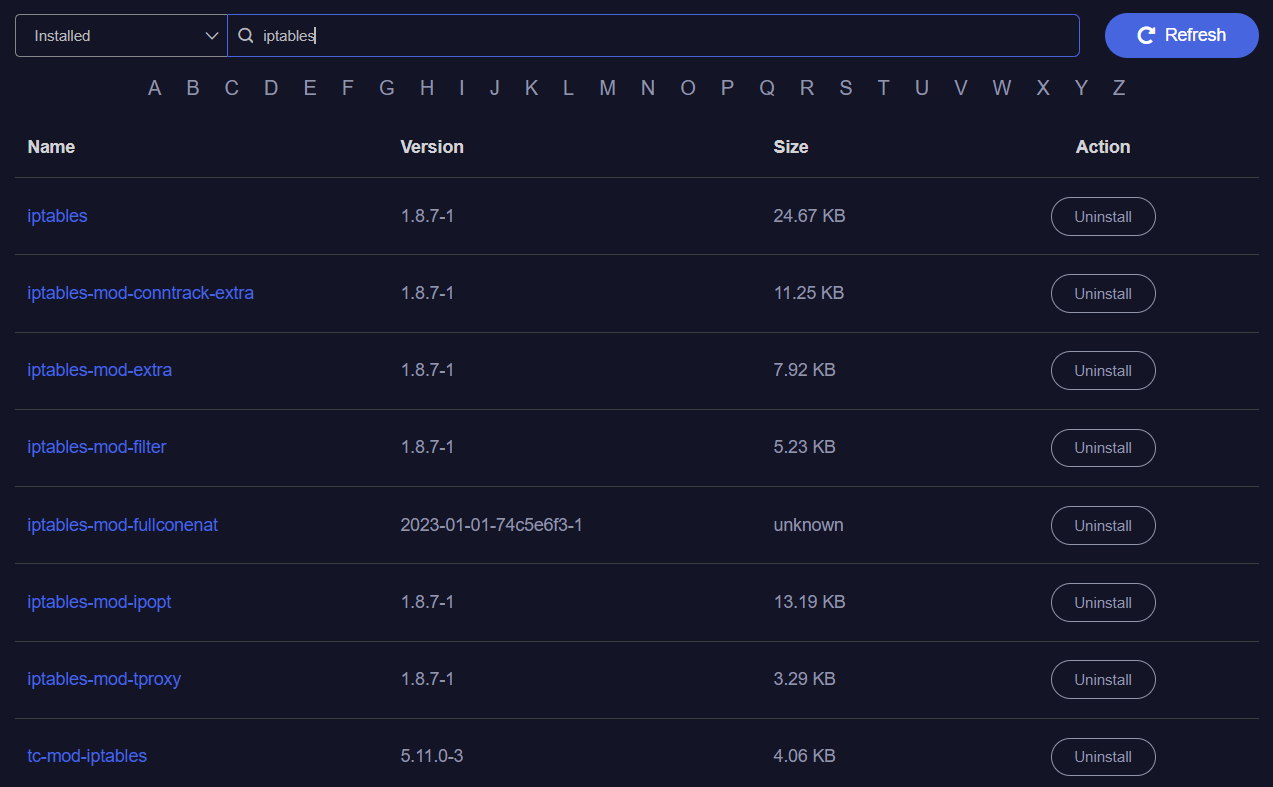 Installed iptables Refresh
A B C D E F G H I J K L M N O P Q R S T U V W X Y Z
Name Version Size Action
iptables 1.8.7-1 24.67 KB Uninstall
iptables-mod-conntrack-extra 1.8.7-1 11.25 KB Uninstall
iptables-mod-extra 1.8.7-1 7.92 KB Uninstall
iptables-mod-filter 1.8.7-1 5.23 KB Uninstall
iptables-mod-fullconenat 2023-01-01-74c5e6f3-1 unknown Uninstall
iptables-mod-ipopt 1.8.7-1 13.19 KB Uninstall
iptables-mod-tproxy 1.8.7-1 3.29 KB Uninstall
tc-mod-iptables 5.11.0-3 4.06 KB Uninstall